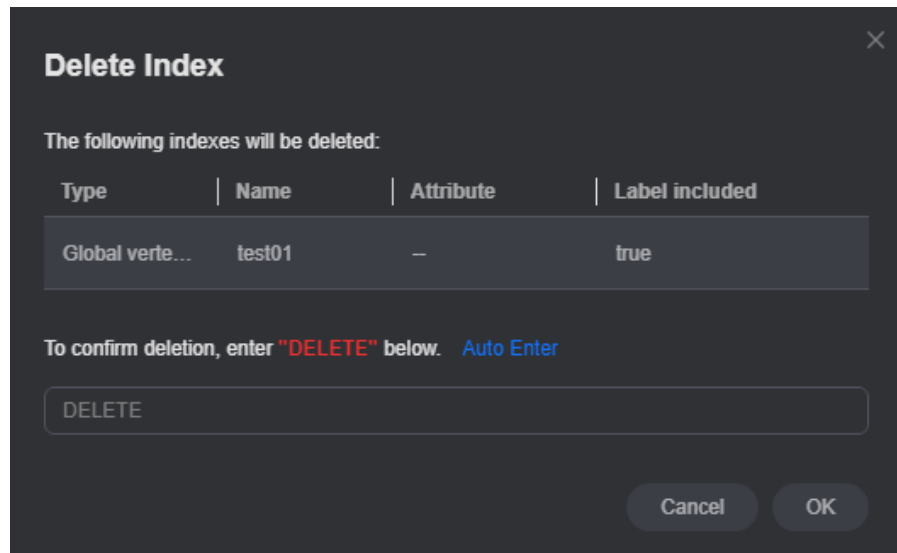 Delete Index
The following indexes will be deleted:
Type Name Attribute Label included
Global verte... test01 -- true
To confirm deletion, enter "DELETE" below. Auto Enter
DELETE
Cancel OK